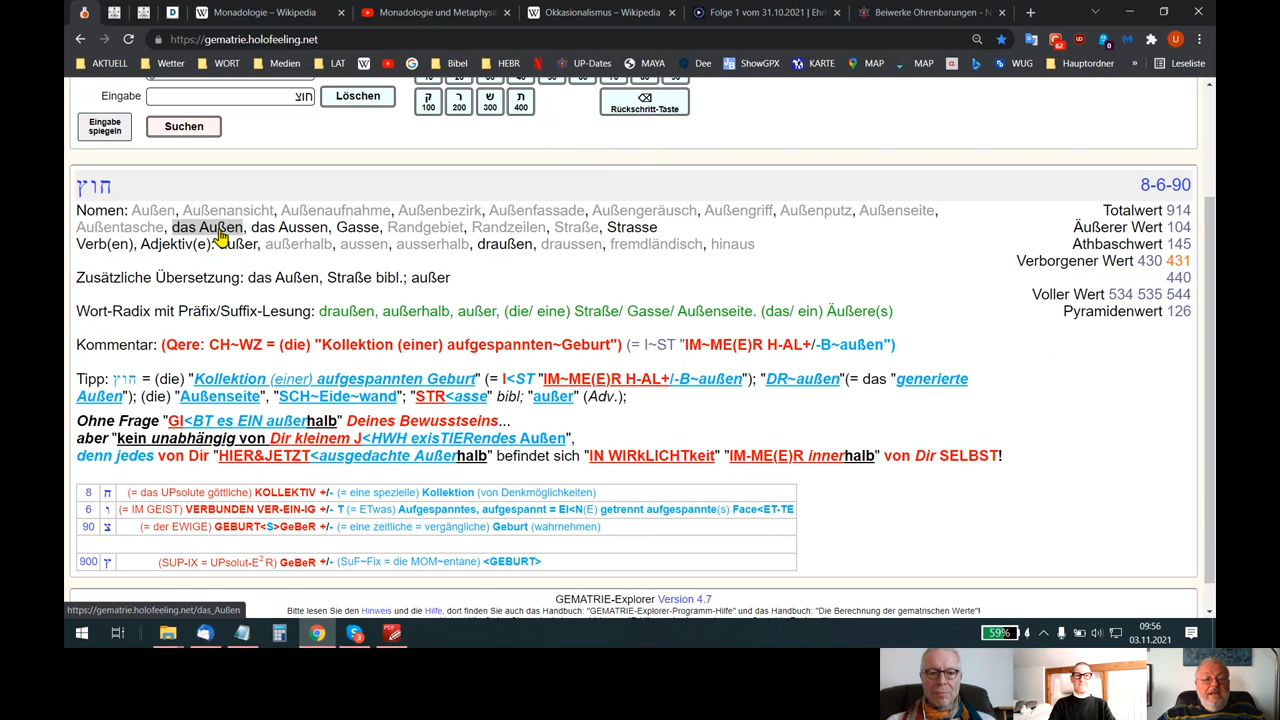 Monadologie – Wikipedia
Monadologie und Metaphysi
Okkasionalismus – Wikipedia
Folge 1 vom 31.10.2021 | Ehrl
Beiwerke Ohrenbarungen - N
https://gematrie.holofeeling.net
62
0
U
AKTUELL Wetter WORT Medien LAT Bibel HEBR UP-Dates MAYA Dee ShowGPX KARTE MAP MAP WUG Hauptordner » Leseliste
Eingabe חוצ Löschen
ק 100 ר 200 ש 300 ת 400
Rückschritt-Taste
Eingabe spiegeln
Suchen
חוץ 8-6-90
Nomen: Außen, Außenansicht, Außenaufnahme, Außenbezirk, Außenfassade, Außengeräusch, Außengriff, Außenputz, Außenseite,
Außentasche, das Außen, das Aussen, Gasse, Randgebiet, Randzeilen, Straße, Strasse
Verb(en), Adjektiv(e): außer, außerhalb, aussen, ausserhalb, draußen, draussen, fremdländisch, hinaus
Totalwert 914
Äußerer Wert 104
Athbaschwert 145
Verborgener Wert 430 431
440
Voller Wert 534 535 544
Pyramidenwert 126
Zusätzliche Übersetzung: das Außen, Straße bibl.; außer
Wort-Radix mit Präfix/Suffix-Lesung: draußen, außerhalb, außer, (die/ eine) Straße/ Gasse/ Außenseite. (das/ ein) Äußere(s)
Kommentar: (Qere: CH~WZ = (die) "Kollektion (einer) aufgespannten~Geburt") (= I~ST "IM~ME(E)R H-AL+/-B~außen")
Tipp: חוץ = (die) "Kollektion (einer) aufgespannten Geburt" (= I<ST "IM~ME(E)R H-AL+/-B~außen"); "DR~außen"(= das "generierte
Außen"); (die) "Außenseite", "SCH~Eide~wand"; "STR<asse" bibl; "außer" (Adv.);
Ohne Frage "GI<BT es EIN außerhalb" Deines Bewusstseins...
aber "kein unabhängig von Dir kleinem J<HWH exisTIERendes Außen",
denn jedes von Dir "HIER&JETZT<ausgedachte Außerhalb" befindet sich "IN WIRkLICHTkeit" "IM-ME(E)R innerhalb" von Dir SELBST!
8 ח (= das UPsolute göttliche) KOLLEKTIV +/- (= eine spezielle) Kollektion (von Denkmöglichkeiten)
6 ו (= IM GEIST) VERBUNDEN VER-EIN-IG +/- T (= ETwas) Aufgespanntes, aufgespannt = EI<N(E) getrennt aufgespannte(s) Face<ET-TE
90 צ (= der EWIGE) GEBURT<S>GeBeR +/- (= eine zeitliche = vergängliche) Geburt (wahrnehmen)
900 ץ (SUP-IX = UPsolut-E²R) GeBeR +/- (SuF~Fix = die MOM~entane) <GEBURT>
GEMATRIE-Explorer Version 4.7
https://gematrie.holofeeling.net/das_Außen
Bitte lesen Sie den Hinweis und die Hilfe, dort finden Sie auch das Handbuch: "GEMATRIE-Explorer-Programm-Hilfe" und das Handbuch: "Die Berechnung der gematrischen Werte"!
59%
09:56
03.11.2021